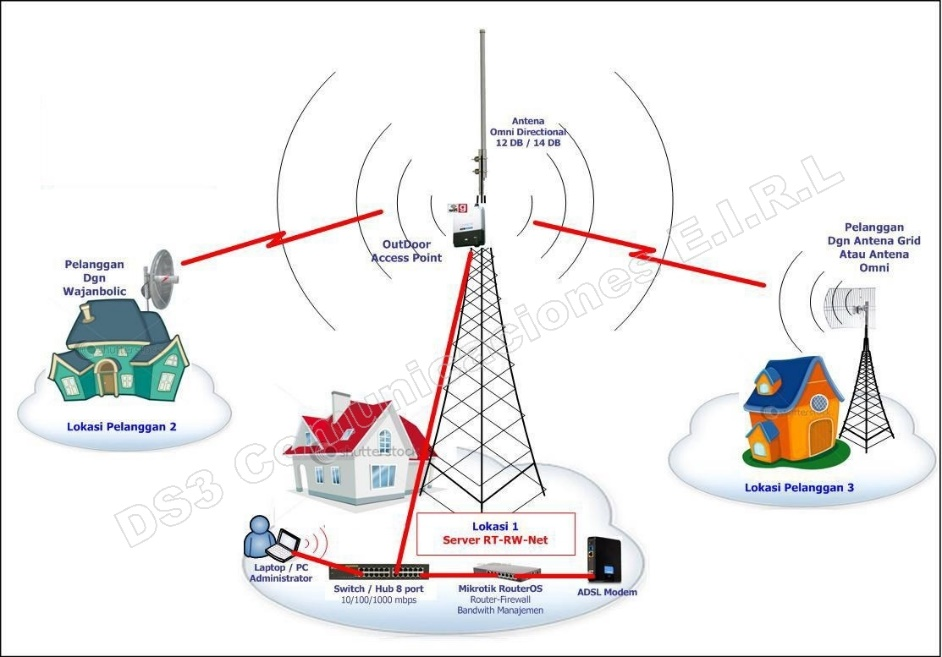 Antena
Omni Directional
12 DB / 14 DB
OutDoor
Access Point
Pelanggan
Dgn
Wajanbolic
Lokasi Pelanggan 2
Pelanggan
Dgn Antena Grid
Atau Antena
Omni
Lokasi Pelanggan 3
Lokasi 1
Server RT-RW-Net
Laptop / PC
Administrator
Switch / Hub 8 port
10/100/1000 mbps
Mikrotik RouterOS
Router-Firewall
Bandwith Manajemen
ADSL Modem
DS3 Comunicaciones E.I.R.L